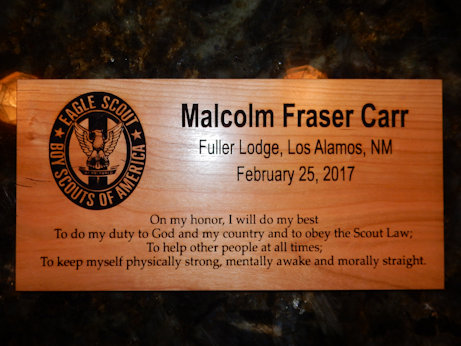 EAGLE SCOUT
BOY SCOUTS OF AMERICA
Malcolm Fraser Carr
Fuller Lodge, Los Alamos, NM
February 25, 2017
On my honor, I will do my best
To do my duty to God and my country and to obey the Scout Law;
To help other people at all times;
To keep myself physically strong, mentally awake and morally straight.